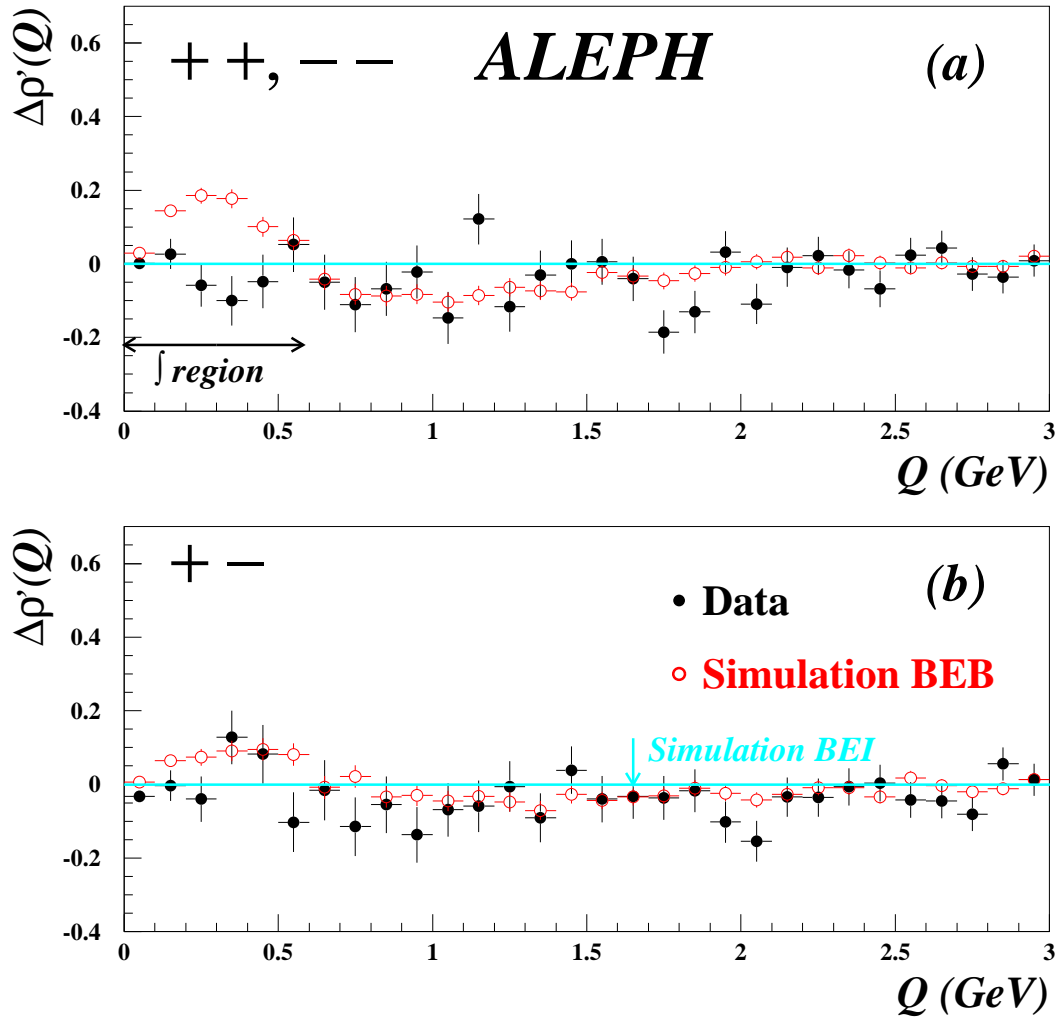 Δρ'(Q)
+ +, − − ALEPH (a)
0.6
0.4
0.2
0
-0.2
-0.4
∫ region
0 0.5 1 1.5 2 2.5 3
Q (GeV)
Δρ'(Q)
+ − (b)
0.6
0.4
0.2
0
-0.2
-0.4
Data
Simulation BEB
Simulation BEI
0 0.5 1 1.5 2 2.5 3
Q (GeV)